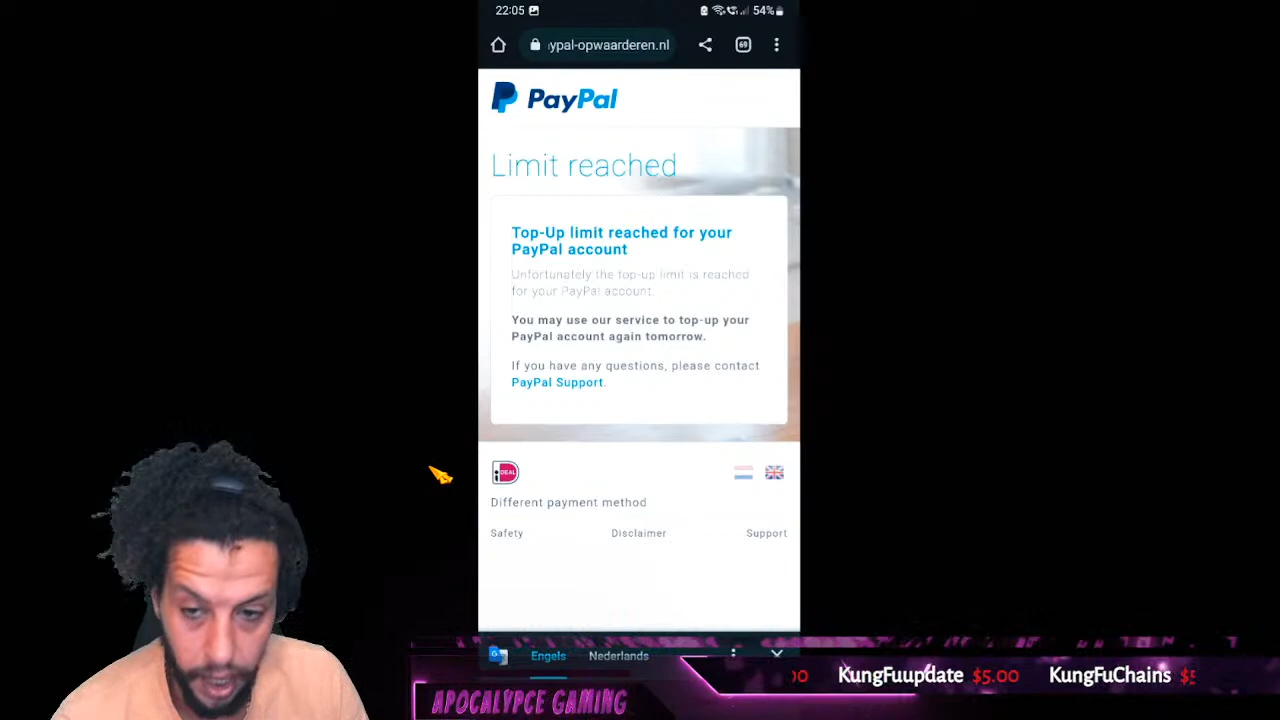 22:05
54%
ypal-opwaarderen.nl
69
PayPal
Limit reached
Top-Up limit reached for your
PayPal account
Unfortunately the top-up limit is reached
for your PayPal account.
You may use our service to top-up your
PayPal account again tomorrow.
If you have any questions, please contact
PayPal Support.
iDEAL
Different payment method
Safety Disclaimer Support
Engels Nederlands
KungFuupdate $5.00 KungFuChains
APOCALYPCE GAMING